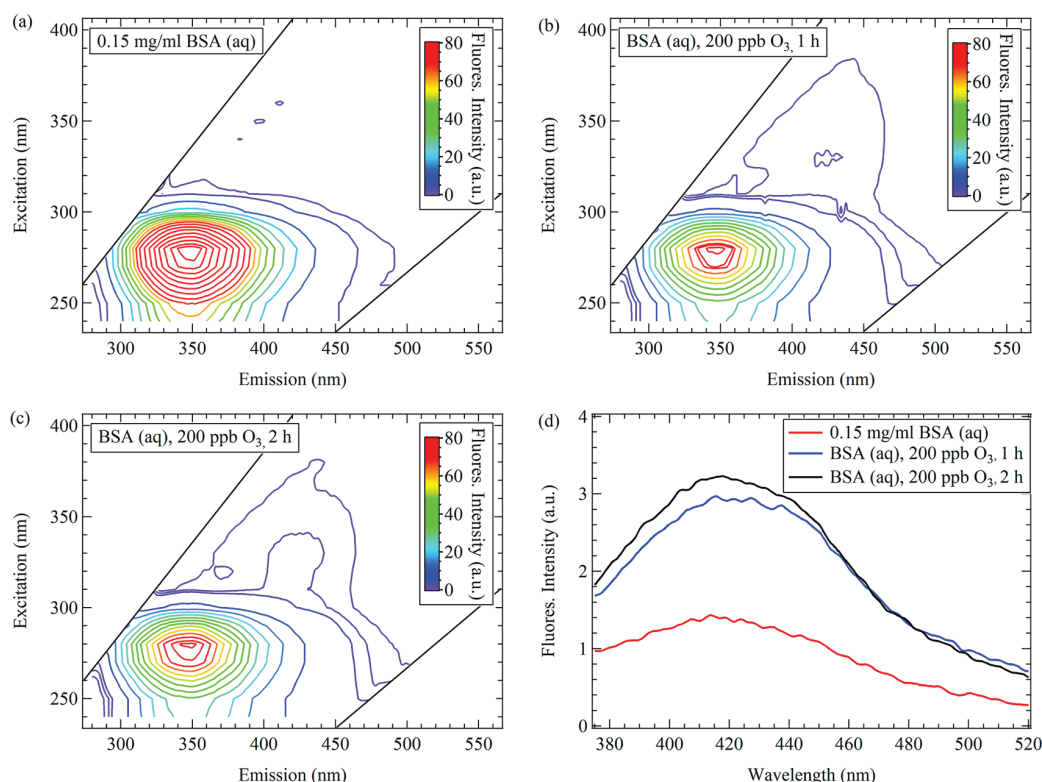 (a)
0.15 mg/ml BSA (aq)
Excitation (nm)
400
350
300
250
300 350 400 450 500 550
Emission (nm)
80
60
40
20
0
Fluores. Intensity (a.u.)
(b)
BSA (aq), 200 ppb O₃, 1 h
Excitation (nm)
400
350
300
250
300 350 400 450 500 550
Emission (nm)
80
60
40
20
0
Fluores. Intensity (a.u.)
(c)
BSA (aq), 200 ppb O₃, 2 h
Excitation (nm)
400
350
300
250
300 350 400 450 500 550
Emission (nm)
80
60
40
20
0
Fluores. Intensity (a.u.)
(d)
0.15 mg/ml BSA (aq)
BSA (aq), 200 ppb O₃, 1 h
BSA (aq), 200 ppb O₃, 2 h
Fluores. Intensity (a.u.)
4
3
2
1
0
380 400 420 440 460 480 500 520
Wavelength (nm)